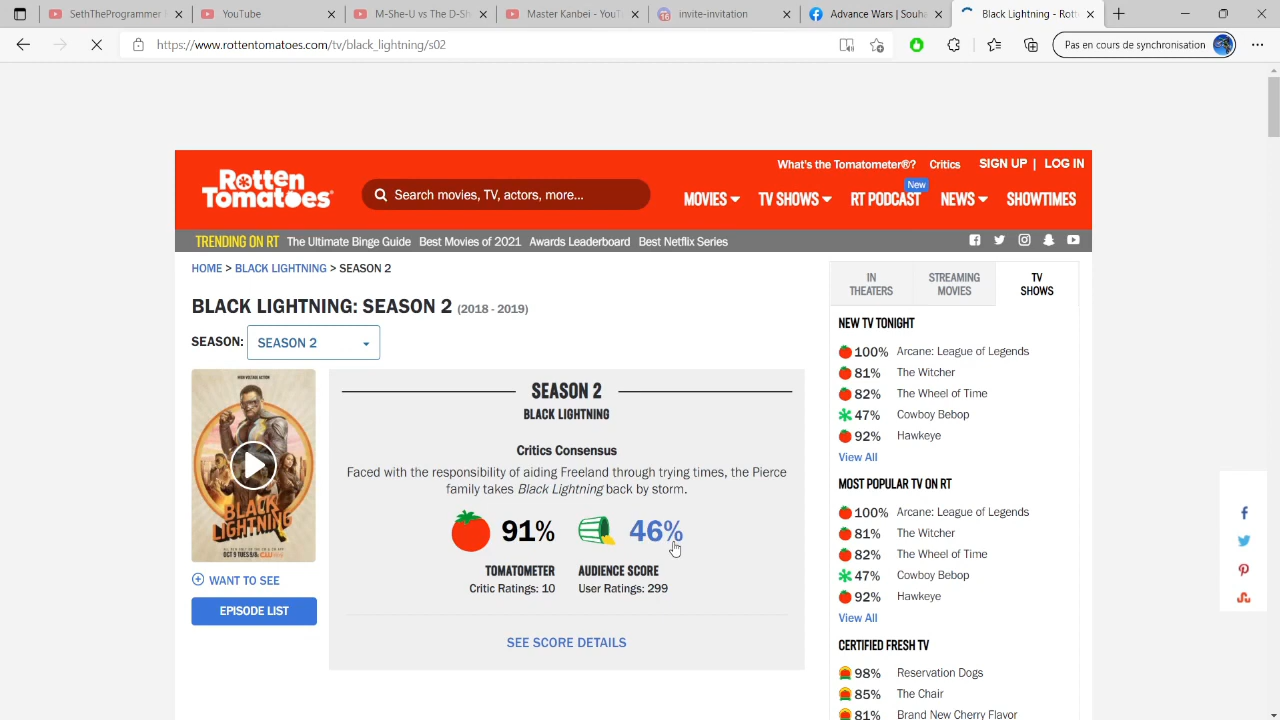 SethTheProgrammer
YouTube
M-She-U vs The D-Sh
Master Kanbei - YouT
invite-invitation
Advance Wars | Souha
Black Lightning - Rotten
https://www.rottentomatoes.com/tv/black_lightning/s02
Pas en cours de synchronisation
What's the Tomatometer®? Critics SIGN UP | LOG IN
Rotten Tomatoes
Search movies, TV, actors, more...
New
MOVIES TV SHOWS RT PODCAST NEWS SHOWTIMES
TRENDING ON RT The Ultimate Binge Guide Best Movies of 2021 Awards Leaderboard Best Netflix Series
HOME > BLACK LIGHTNING > SEASON 2
BLACK LIGHTNING: SEASON 2 (2018 - 2019)
SEASON: SEASON 2
BLACK LIGHTNING
WANT TO SEE
EPISODE LIST
SEASON 2
BLACK LIGHTNING
Critics Consensus
Faced with the responsibility of aiding Freeland through trying times, the Pierce
family takes Black Lightning back by storm.
91% 46%
TOMATOMETER AUDIENCE SCORE
Critic Ratings: 10 User Ratings: 299
SEE SCORE DETAILS
IN THEATERS
STREAMING MOVIES
TV SHOWS
NEW TV TONIGHT
100% Arcane: League of Legends
81% The Witcher
82% The Wheel of Time
47% Cowboy Bebop
92% Hawkeye
View All
MOST POPULAR TV ON RT
100% Arcane: League of Legends
81% The Witcher
82% The Wheel of Time
47% Cowboy Bebop
92% Hawkeye
View All
CERTIFIED FRESH TV
98% Reservation Dogs
85% The Chair
81% Brand New Cherry Flavor